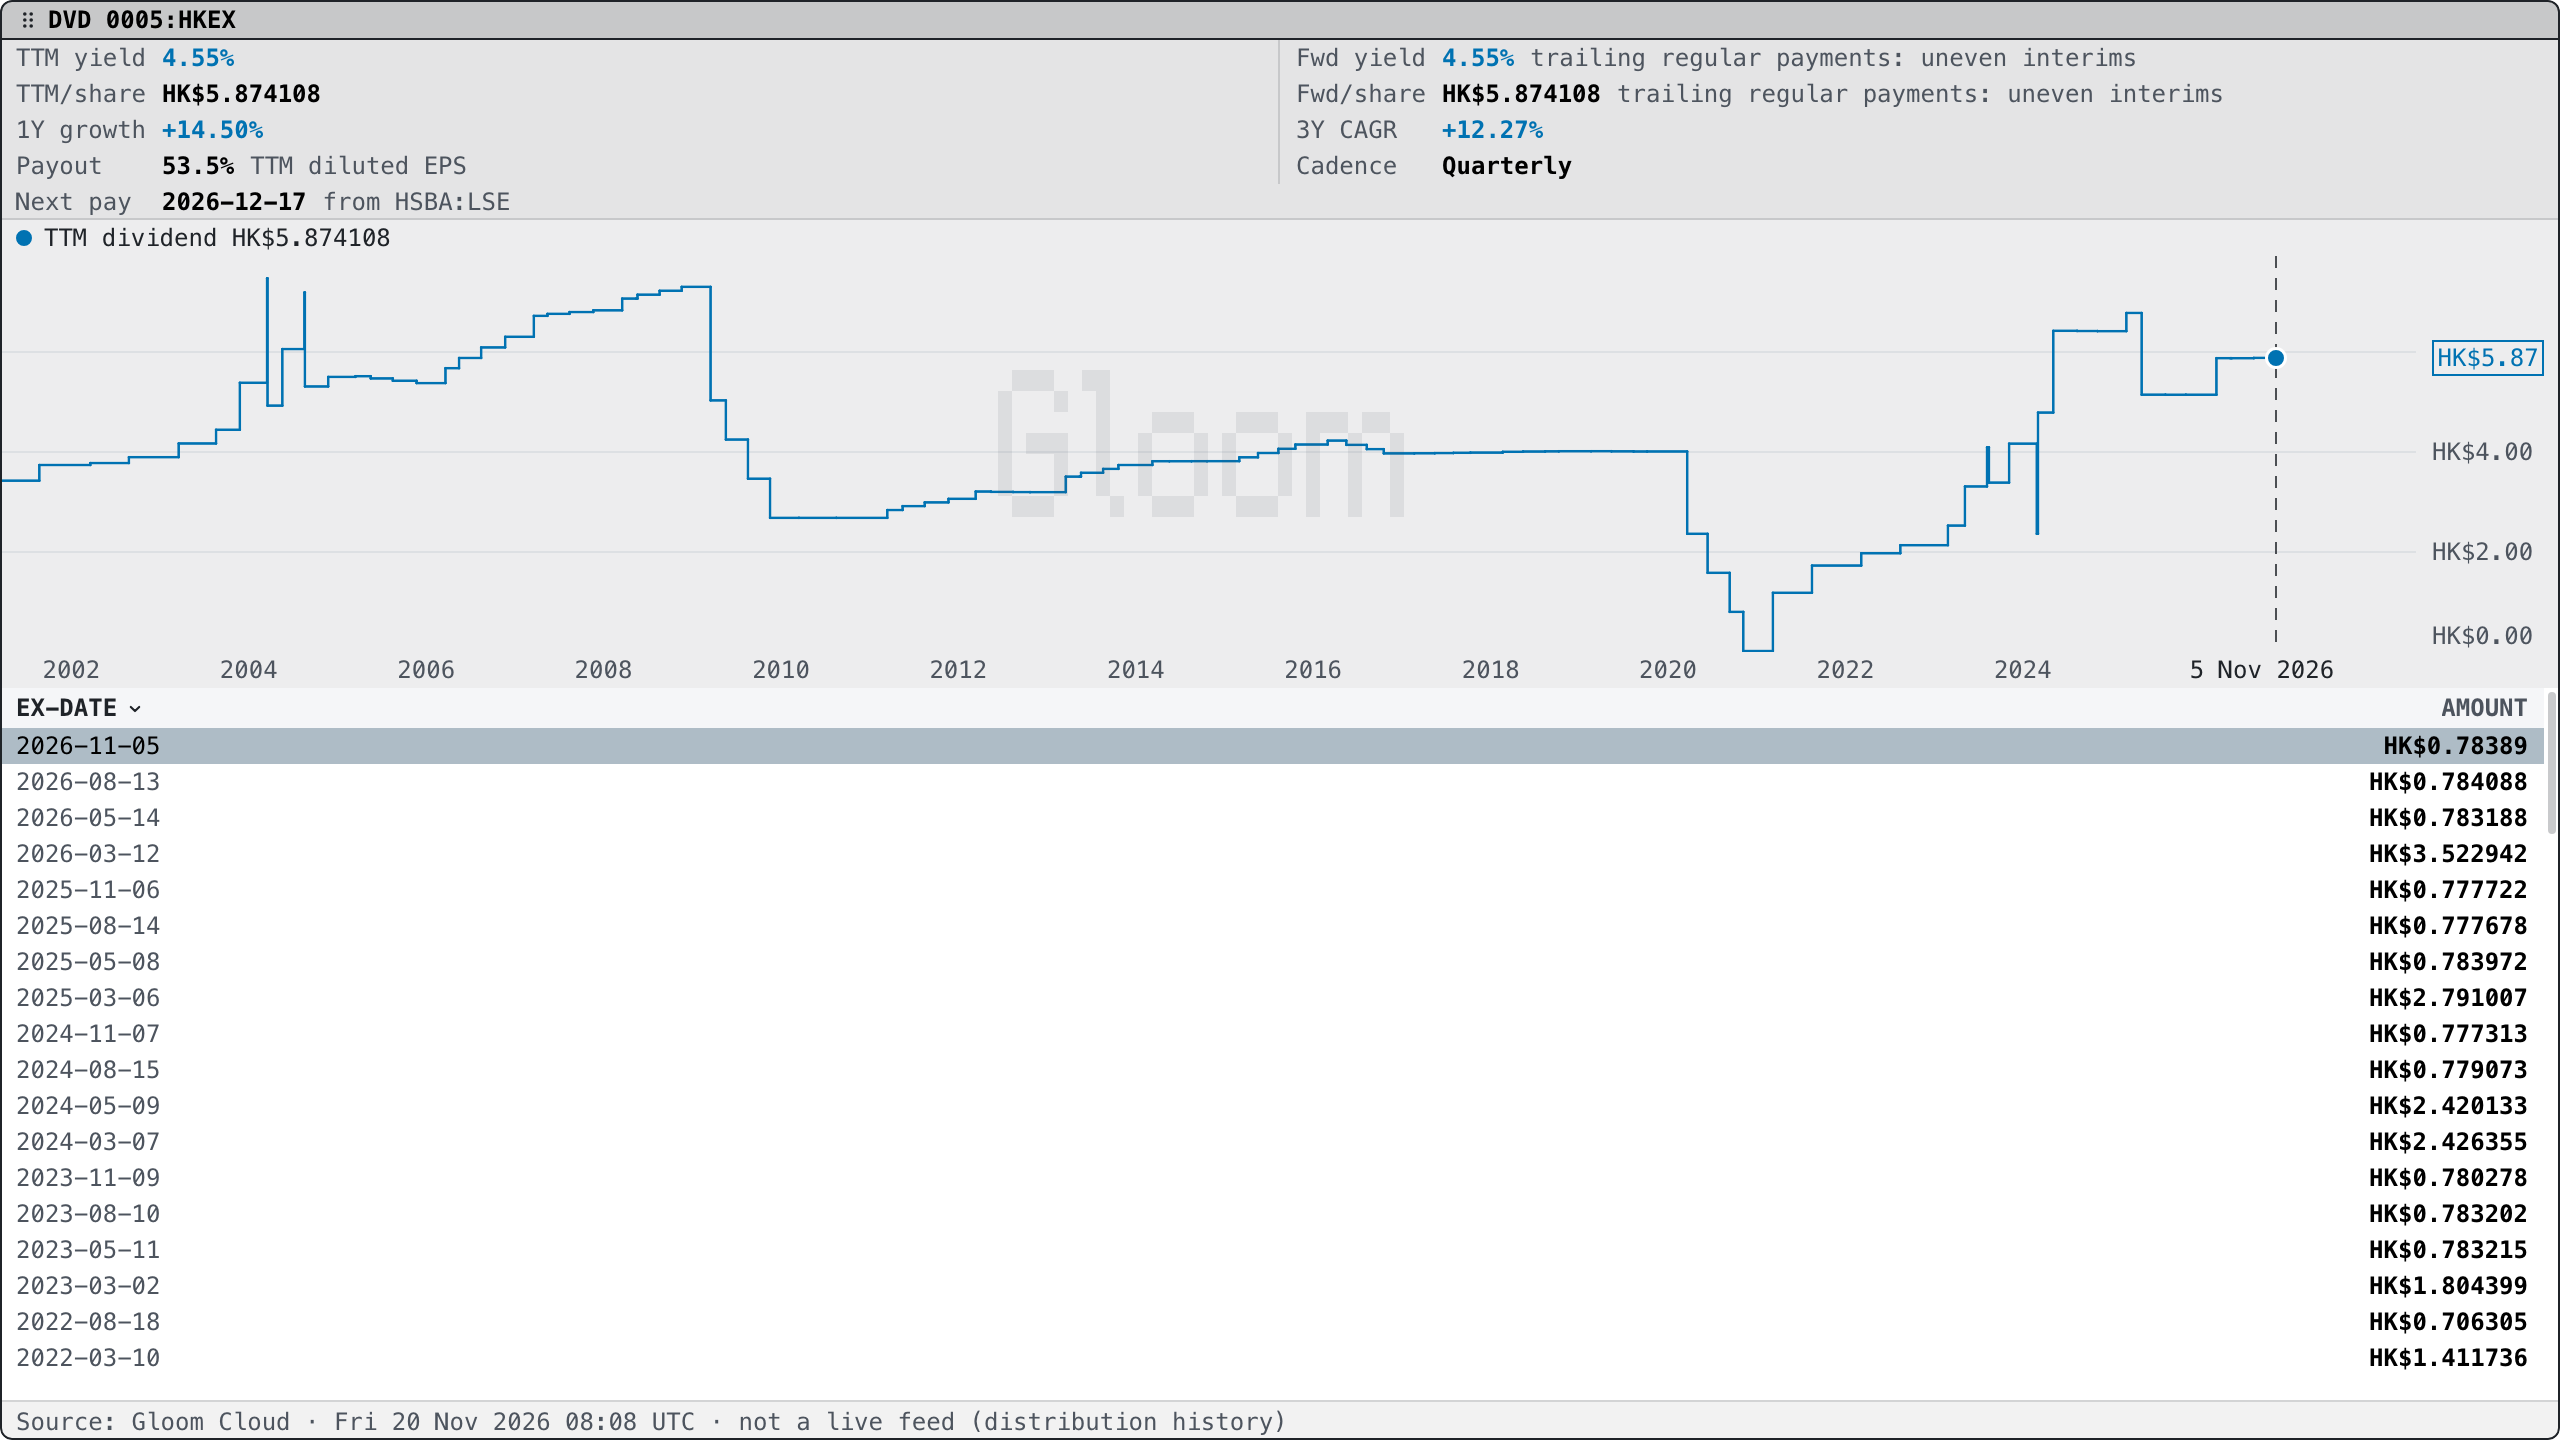 DVD 0005:HKEX
TTM yield 4.55%
Fwd yield 4.55% trailing regular payments: uneven interims
TTM/share HK$5.874108
Fwd/share HK$5.874108 trailing regular payments: uneven interims
1Y growth +14.50%
3Y CAGR +12.27%
Payout 53.5% TTM diluted EPS
Cadence Quarterly
Next pay 2026-12-17 from HSBA:LSE
TTM dividend HK$5.874108
Gloom
HK$5.87
HK$4.00
HK$2.00
HK$0.00
2002 2004 2006 2008 2010 2012 2014 2016 2018 2020 2022 2024 5 Nov 2026
EX-DATE AMOUNT
2026-11-05 HK$0.78389
2026-08-13 HK$0.784088
2026-05-14 HK$0.783188
2026-03-12 HK$3.522942
2025-11-06 HK$0.777722
2025-08-14 HK$0.777678
2025-05-08 HK$0.783972
2025-03-06 HK$2.791007
2024-11-07 HK$0.777313
2024-08-15 HK$0.779073
2024-05-09 HK$2.420133
2024-03-07 HK$2.426355
2023-11-09 HK$0.780278
2023-08-10 HK$0.783202
2023-05-11 HK$0.783215
2023-03-02 HK$1.804399
2022-08-18 HK$0.706305
2022-03-10 HK$1.411736
Source: Gloom Cloud · Fri 20 Nov 2026 08:08 UTC · not a live feed (distribution history)